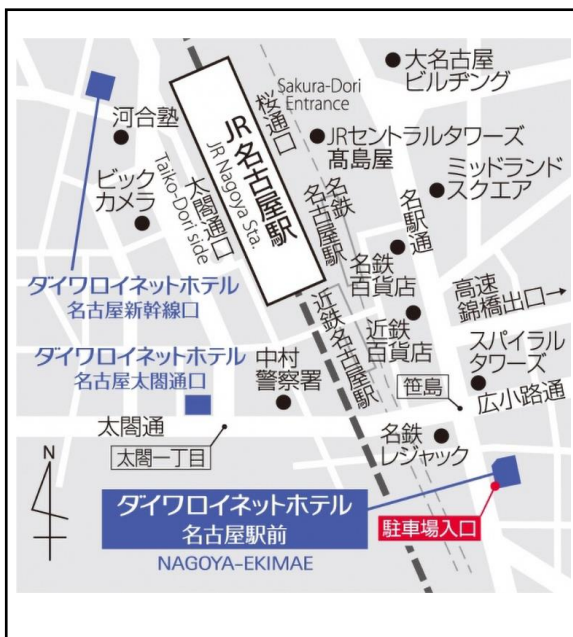 大名古屋
ビルヂング
Sakura-Dori
Entrance
桜通口
河合塾
JR名古屋駅
JR Nagoya Sta.
JRセントラルタワーズ
髙島屋
ミッドランド
スクエア
ビック
カメラ
Taiko-Dori side
太閤通口
名鉄
名古屋駅
名駅通
ダイワロイネットホテル
名古屋新幹線口
名鉄
百貨店
高速
錦橋出口→
近鉄名古屋駅
近鉄
百貨店
スパイラル
タワーズ
ダイワロイネットホテル
名古屋太閤通口
中村
警察署
笹島
広小路通
太閤通
太閤一丁目
名鉄
レジャック
N
ダイワロイネットホテル
名古屋駅前
NAGOYA-EKIMAE
駐車場入口